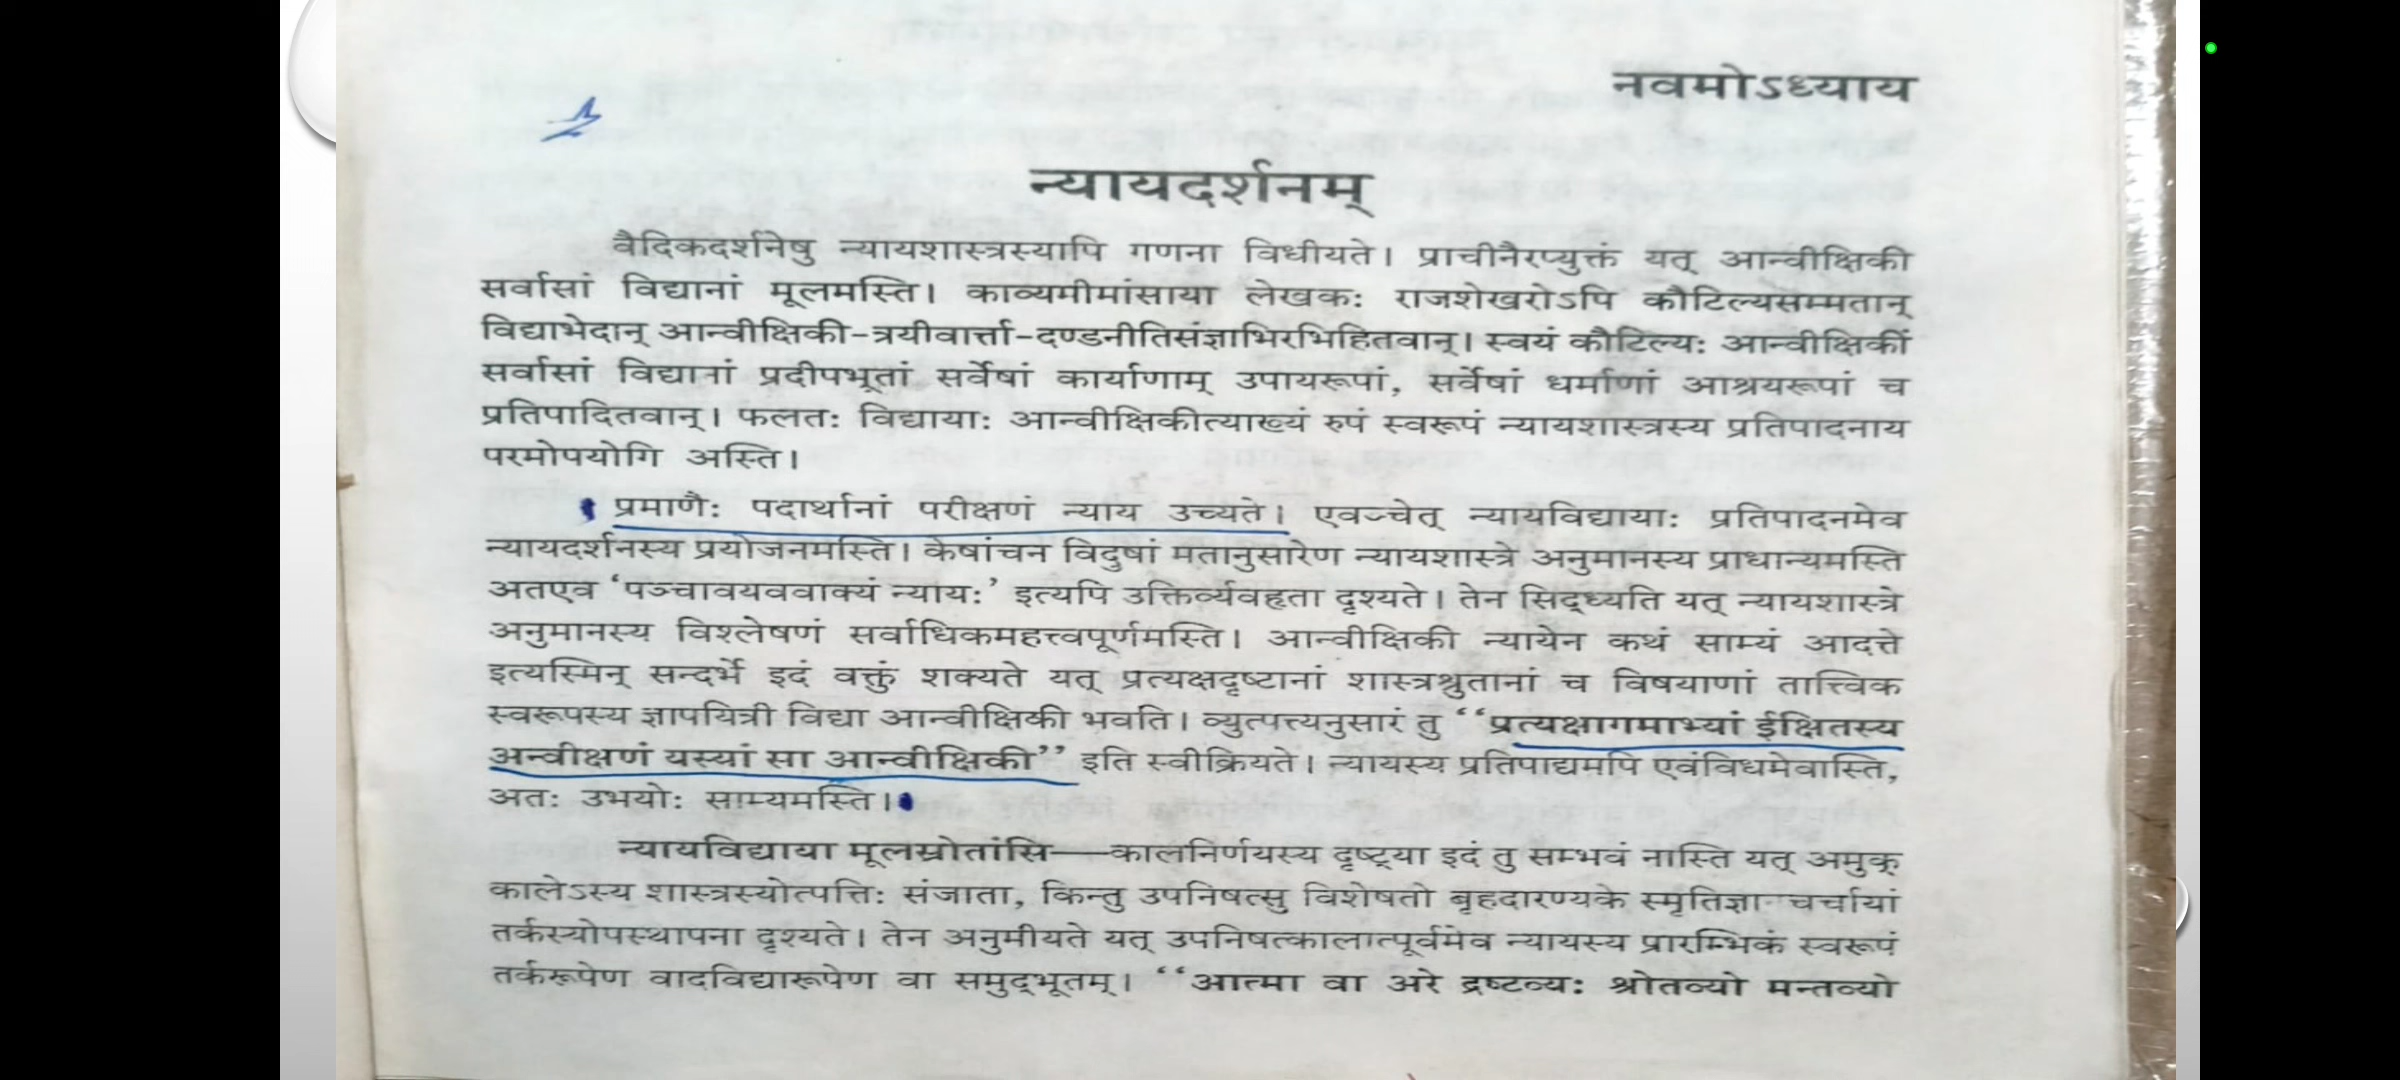 नवमोऽध्याय
न्यायदर्शनम्
वैदिकदर्शनेषु न्यायशास्त्रस्यापि गणना विधीयते। प्राचीनैरप्युक्तं यत् आन्वीक्षिकी
सर्वासां विद्यानां मूलमस्ति। काव्यमीमांसाया लेखकः राजशेखरोऽपि कौटिल्यसम्मतान्
विद्याभेदान् आन्वीक्षिकी-त्रयीवार्त्ता-दण्डनीतिसंज्ञाभिरभिहितवान्। स्वयं कौटिल्यः आन्वीक्षिकीं
सर्वासां विद्यानां प्रदीपभूतां सर्वेषां कार्याणाम् उपायरूपां, सर्वेषां धर्माणां आश्रयरूपां च
प्रतिपादितवान्। फलतः विद्यायाः आन्वीक्षिकीत्याख्यं रुपं स्वरूपं न्यायशास्त्रस्य प्रतिपादनाय
परमोपयोगि अस्ति।
प्रमाणैः पदार्थानां परीक्षणं न्याय उच्यते। एवञ्चेत् न्यायविद्यायाः प्रतिपादनमेव
न्यायदर्शनस्य प्रयोजनमस्ति। केषांचन विदुषां मतानुसारेण न्यायशास्त्रे अनुमानस्य प्राधान्यमस्ति
अतएव ‘पञ्चावयववाक्यं न्यायः’ इत्यपि उक्तिर्व्यवहृता दृश्यते। तेन सिद्ध्यति यत् न्यायशास्त्रे
अनुमानस्य विश्लेषणं सर्वाधिकमहत्त्वपूर्णमस्ति। आन्वीक्षिकी न्यायेन कथं साम्यं आदत्ते
इत्यस्मिन् सन्दर्भे इदं वक्तुं शक्यते यत् प्रत्यक्षदृष्टानां शास्त्रश्रुतानां च विषयाणां तात्त्विक
स्वरूपस्य ज्ञापयित्री विद्या आन्वीक्षिकी भवति। व्युत्पत्त्यनुसारं तु ‘‘प्रत्यक्षागमाभ्यां ईक्षितस्य
अन्वीक्षणं यस्यां सा आन्वीक्षिकी’’ इति स्वीक्रियते। न्यायस्य प्रतिपाद्यमपि एवंविधमेवास्ति,
अतः उभयोः साम्यमस्ति।
न्यायविद्याया मूलस्रोतांसि—कालनिर्णयस्य दृष्ट्या इदं तु सम्भवं नास्ति यत् अमुक्
कालेऽस्य शास्त्रस्योत्पत्तिः संजाता, किन्तु उपनिषत्सु विशेषतो बृहदारण्यके चर्चायां
तर्कस्योपस्थापना दृश्यते। तेन अनुमीयते यत् उपनिषत्कालात्पूर्वमेव न्यायस्य प्रारम्भिकं स्वरूपं
तर्करूपेण वादविद्यारूपेण वा समुद्भूतम्। ‘‘आत्मा वा अरे द्रष्टव्यः श्रोतव्यो मन्तव्यो